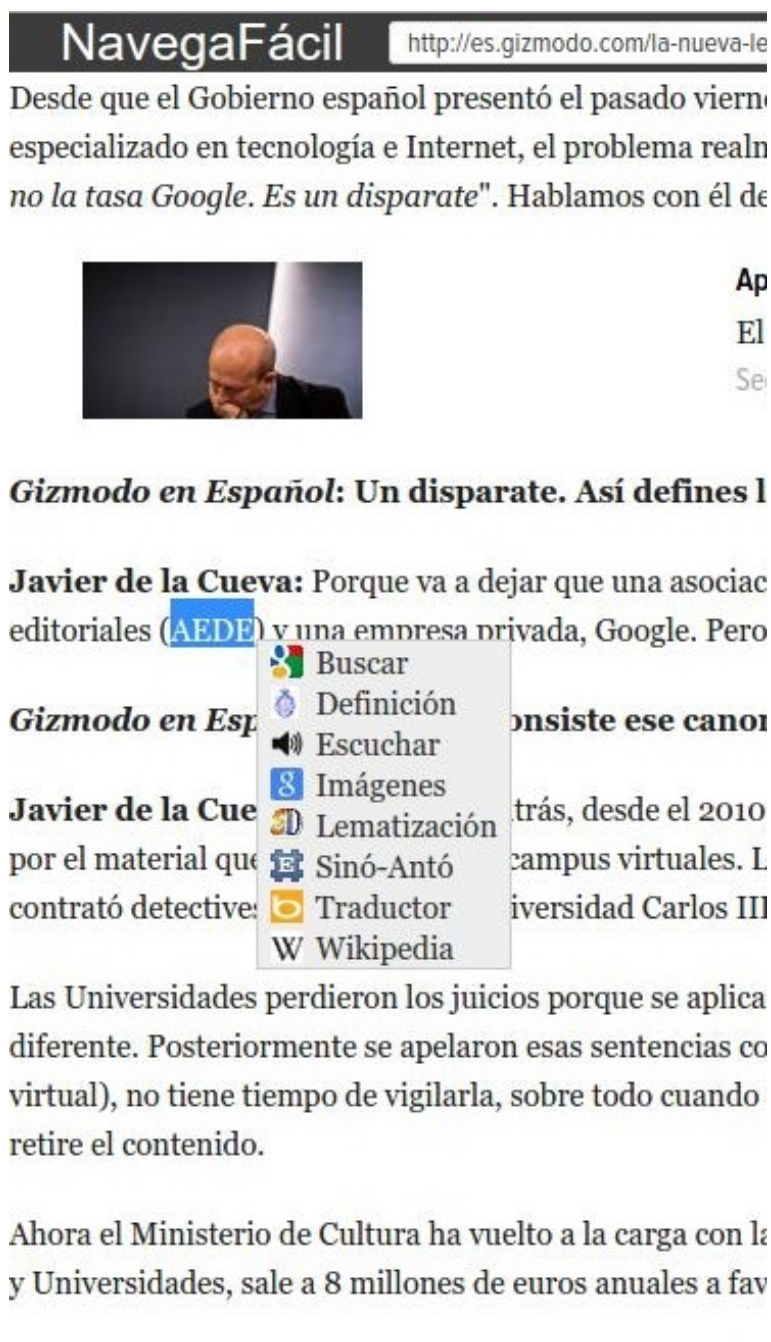 NavegaFácil
http://es.gizmodo.com/la-nueva-le
Desde que el Gobierno español presentó el pasado vierne
especializado en tecnología e Internet, el problema realm
no la tasa Google. Es un disparate". Hablamos con él de
Ap
El
Seg
Gizmodo en Español: Un disparate. Así defines l
Javier de la Cueva: Porque va a dejar que una asociac
editoriales (AEDE) y una empresa privada, Google. Pero
Buscar
Definición
Escuchar
Imágenes
Lematización
Sinó-Antó
Traductor
Wikipedia
Gizmodo en Esp onsiste ese canon
Javier de la Cue trás, desde el 2010
por el material que campus virtuales. L
contrató detectives iversidad Carlos III
Las Universidades perdieron los juicios porque se aplica
diferente. Posteriormente se apelaron esas sentencias co
virtual), no tiene tiempo de vigilarla, sobre todo cuando
retire el contenido.
Ahora el Ministerio de Cultura ha vuelto a la carga con la
y Universidades, sale a 8 millones de euros anuales a fav